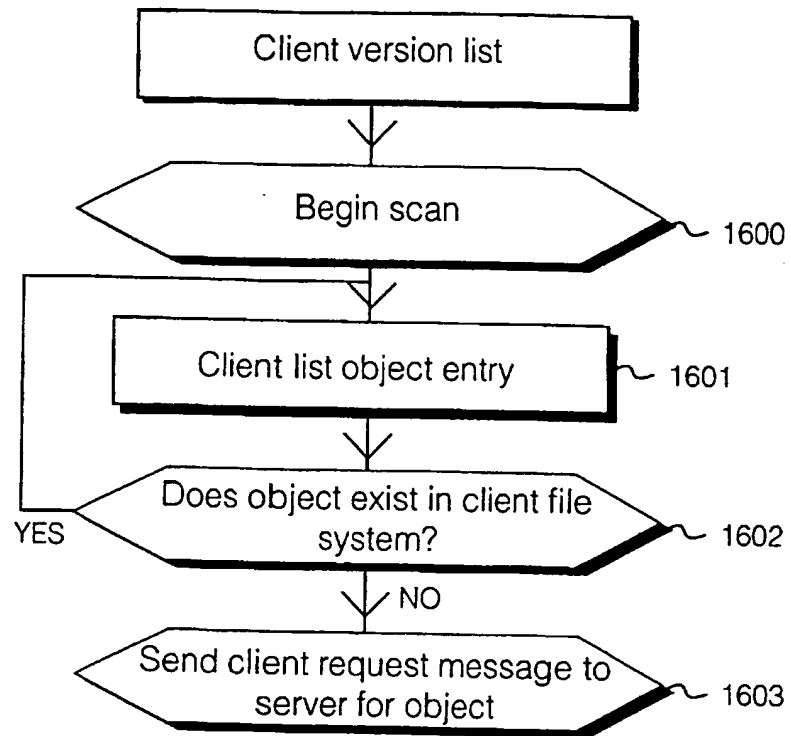 Client version list
Begin scan
1600
Client list object entry
1601
Does object exist in client file
system?
YES
1602
NO
Send client request message to
server for object
1603